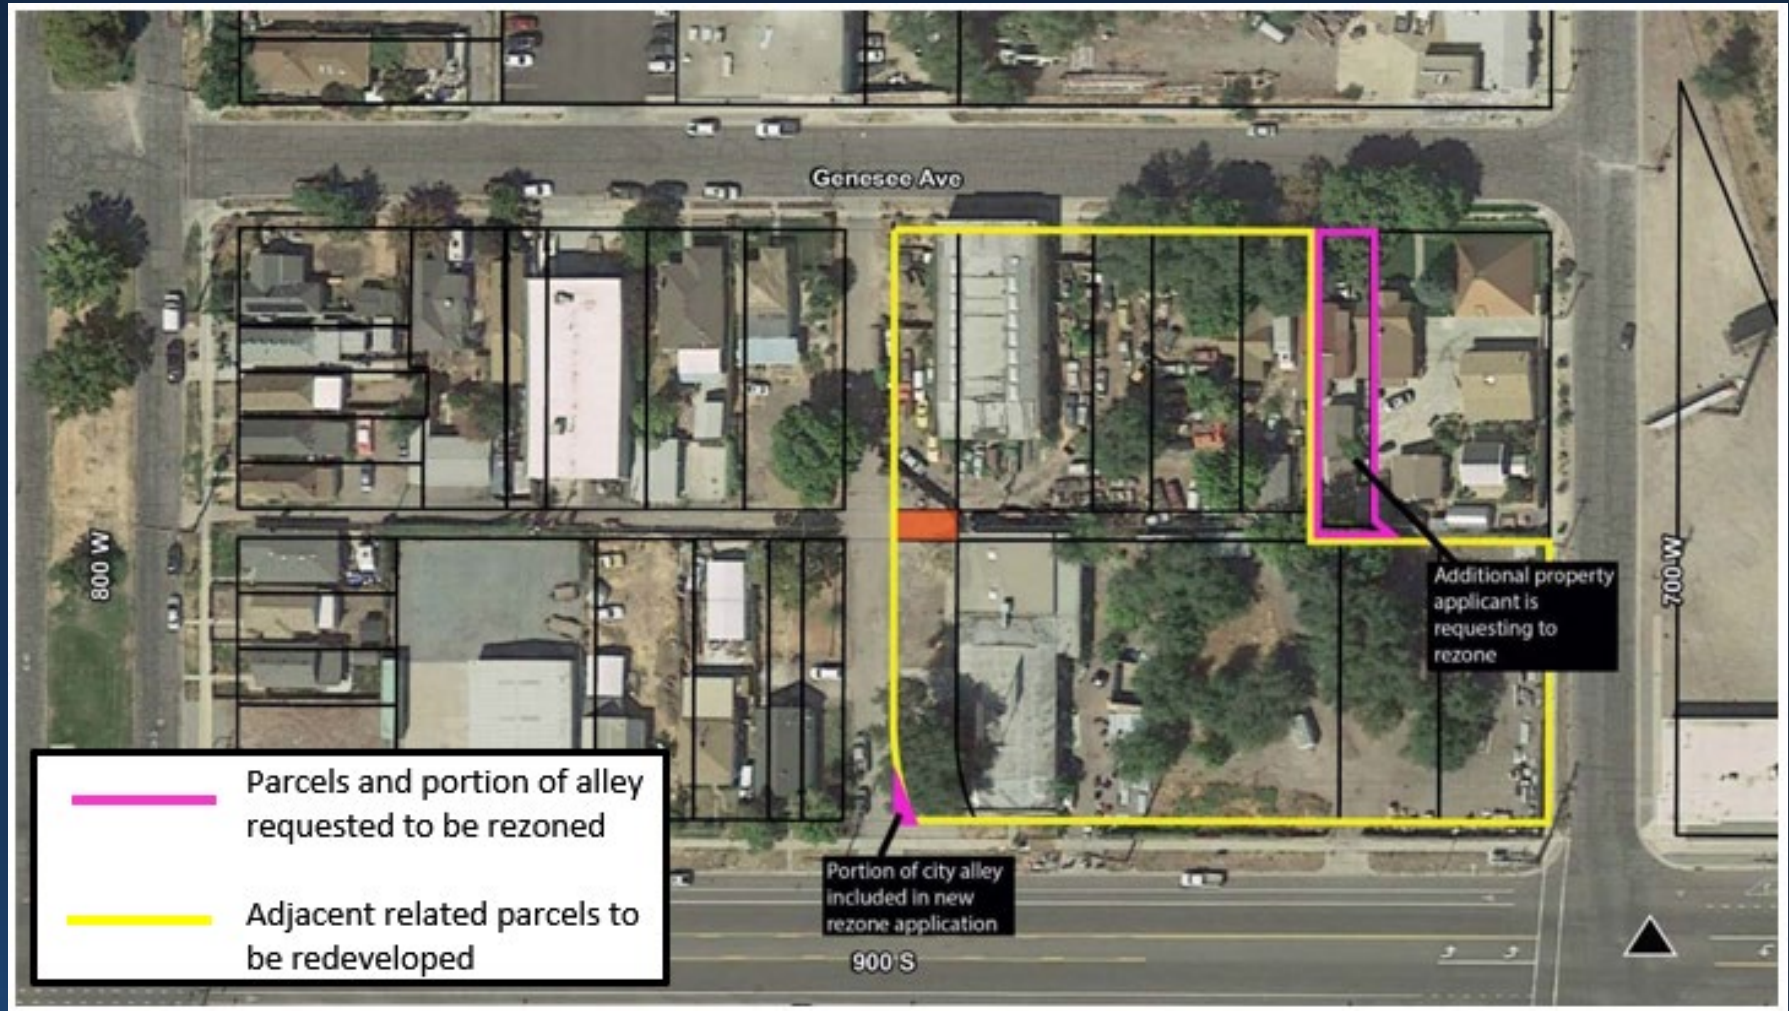 Genesee Ave
800 W
700 W
Additional property
applicant is
requesting to
rezone
Parcels and portion of alley
requested to be rezoned
Adjacent related parcels to
be redeveloped
Portion of city alley
included in new
rezone application
900 S